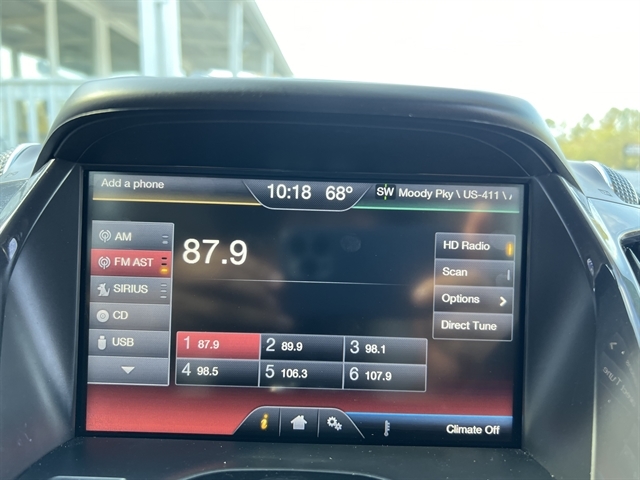 Add a phone
10:18 68°
SW Moody Pky \ US-411 \
AM
FM AST
SIRIUS
CD
USB
87.9
HD Radio
Scan
Options
Direct Tune
1 87.9 2 89.9 3 98.1
4 98.5 5 106.3 6 107.9
Climate Off